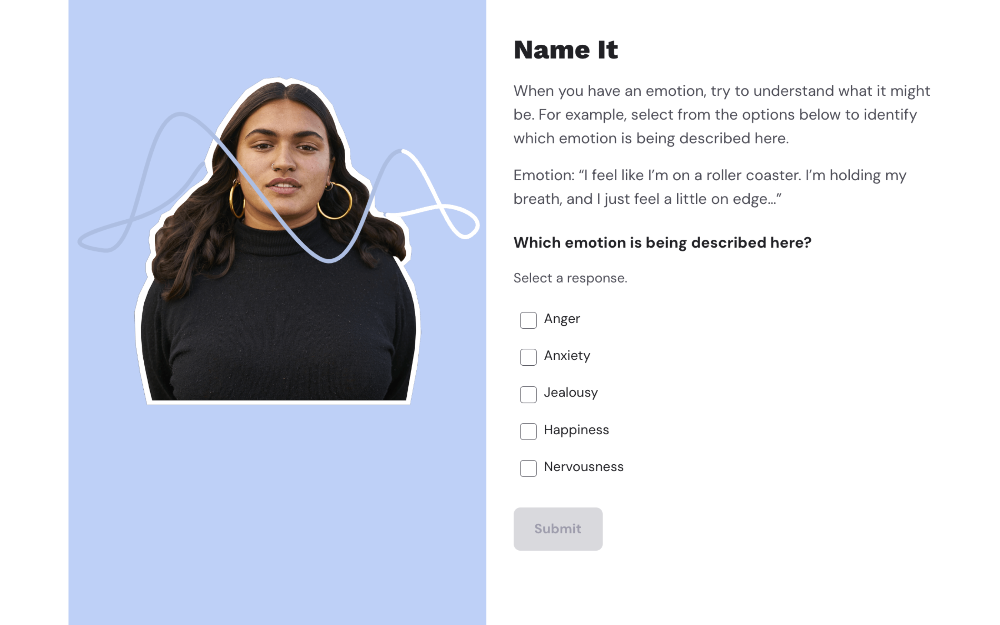 Name It
When you have an emotion, try to understand what it might
be. For example, select from the options below to identify
which emotion is being described here.
Emotion: “I feel like I’m on a roller coaster. I’m holding my
breath, and I just feel a little on edge...”
Which emotion is being described here?
Select a response.
Anger
Anxiety
Jealousy
Happiness
Nervousness
Submit